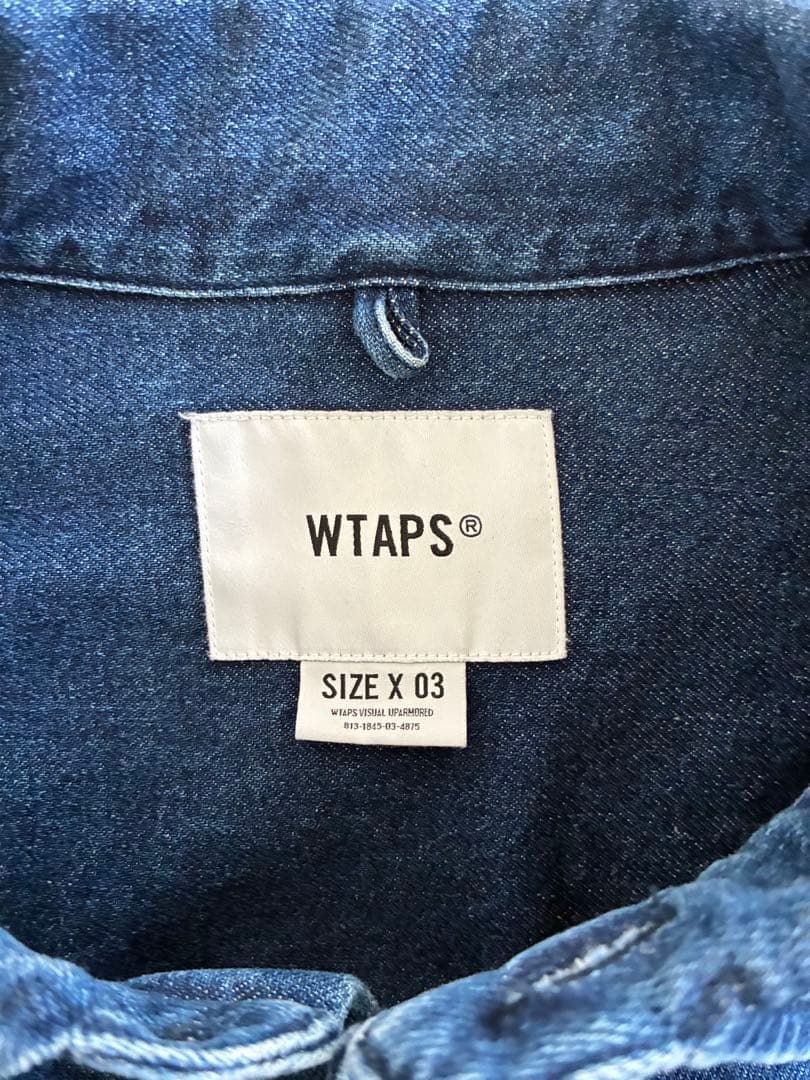 WTAPS®
SIZE X 03
WTAPS VISUAL UPARMORED
813-1845-03-4875